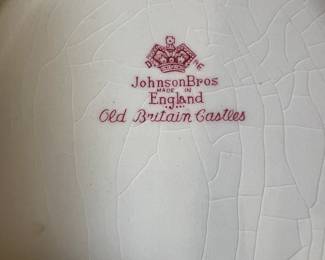 JohnsonBros
MADE IN
England
Old Britain Castles